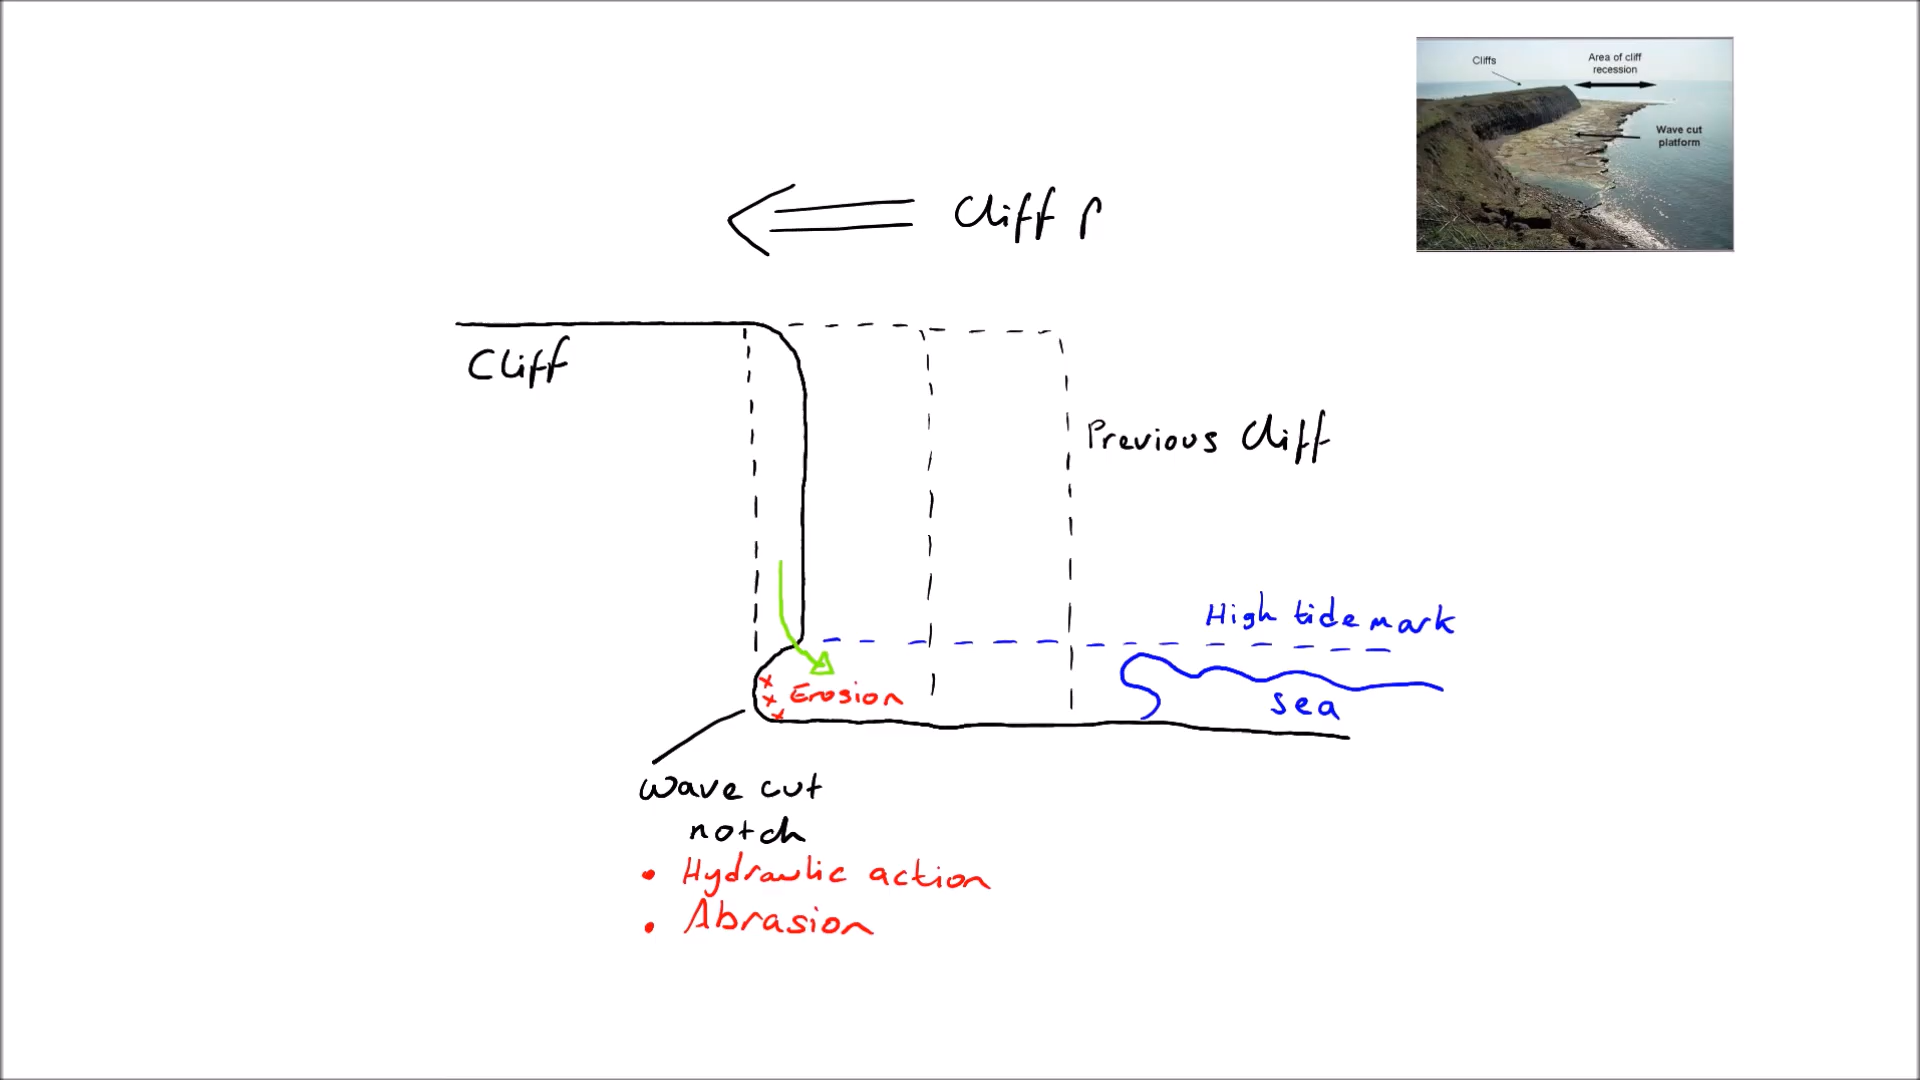 Cliffs
Area of cliff
recession
Wave cut
platform
Cliff
Cliff
Previous Cliff
High tide mark
Erosion
sea
Wave cut
notch
• Hydraulic action
• Abrasion